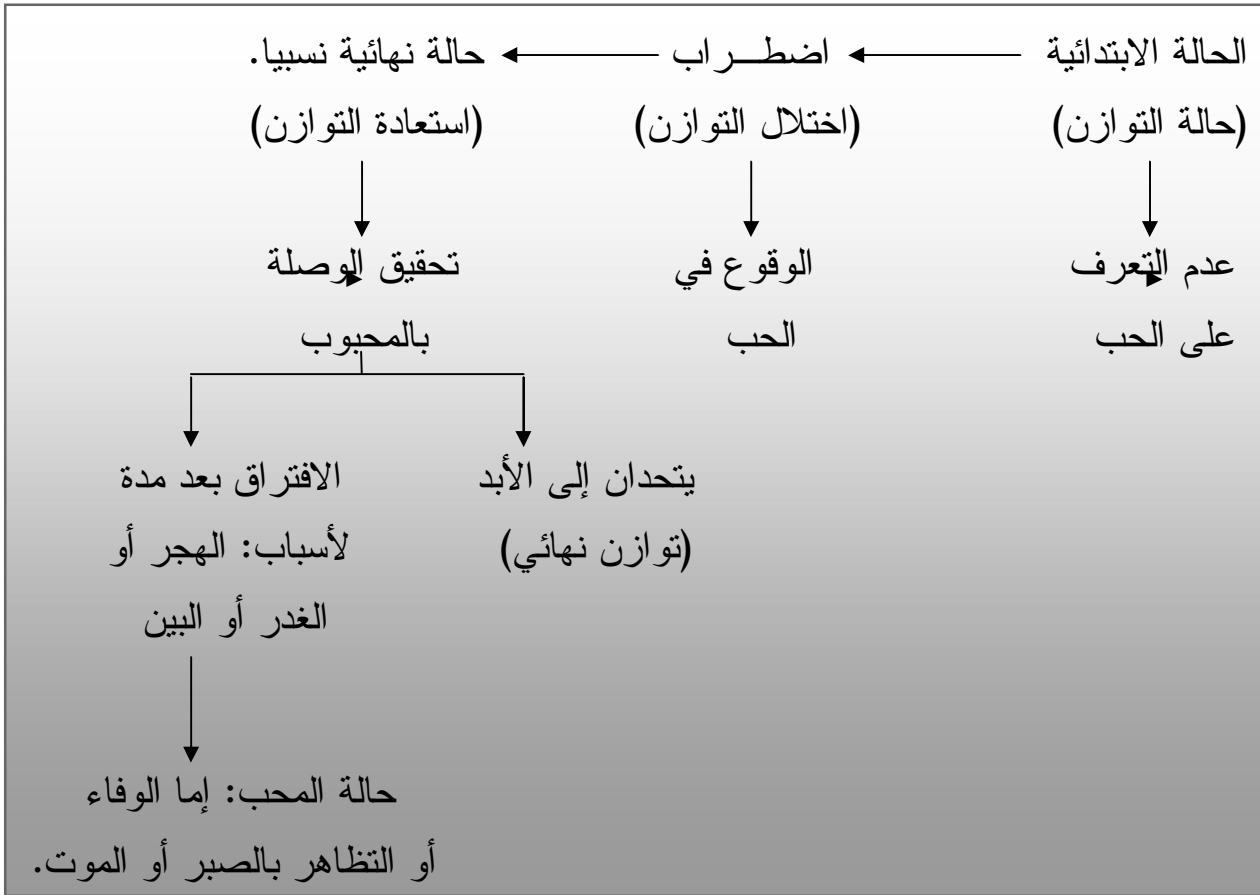 الحالة الابتدائية اضطــراب حالة نهائية نسبيا.
(حالة التوازن) (اختلال التوازن) (استعادة التوازن)
عدم التعرف الوقوع في تحقيق الوصلة
على الحب الحب بالمحبوب
يتحدان إلى الأبد الافتراق بعد مدة
(توازن نهائي) لأسباب: الهجر أو
الغدر أو البين
حالة المحب: إما الوفاء
أو التظاهر بالصبر أو الموت.